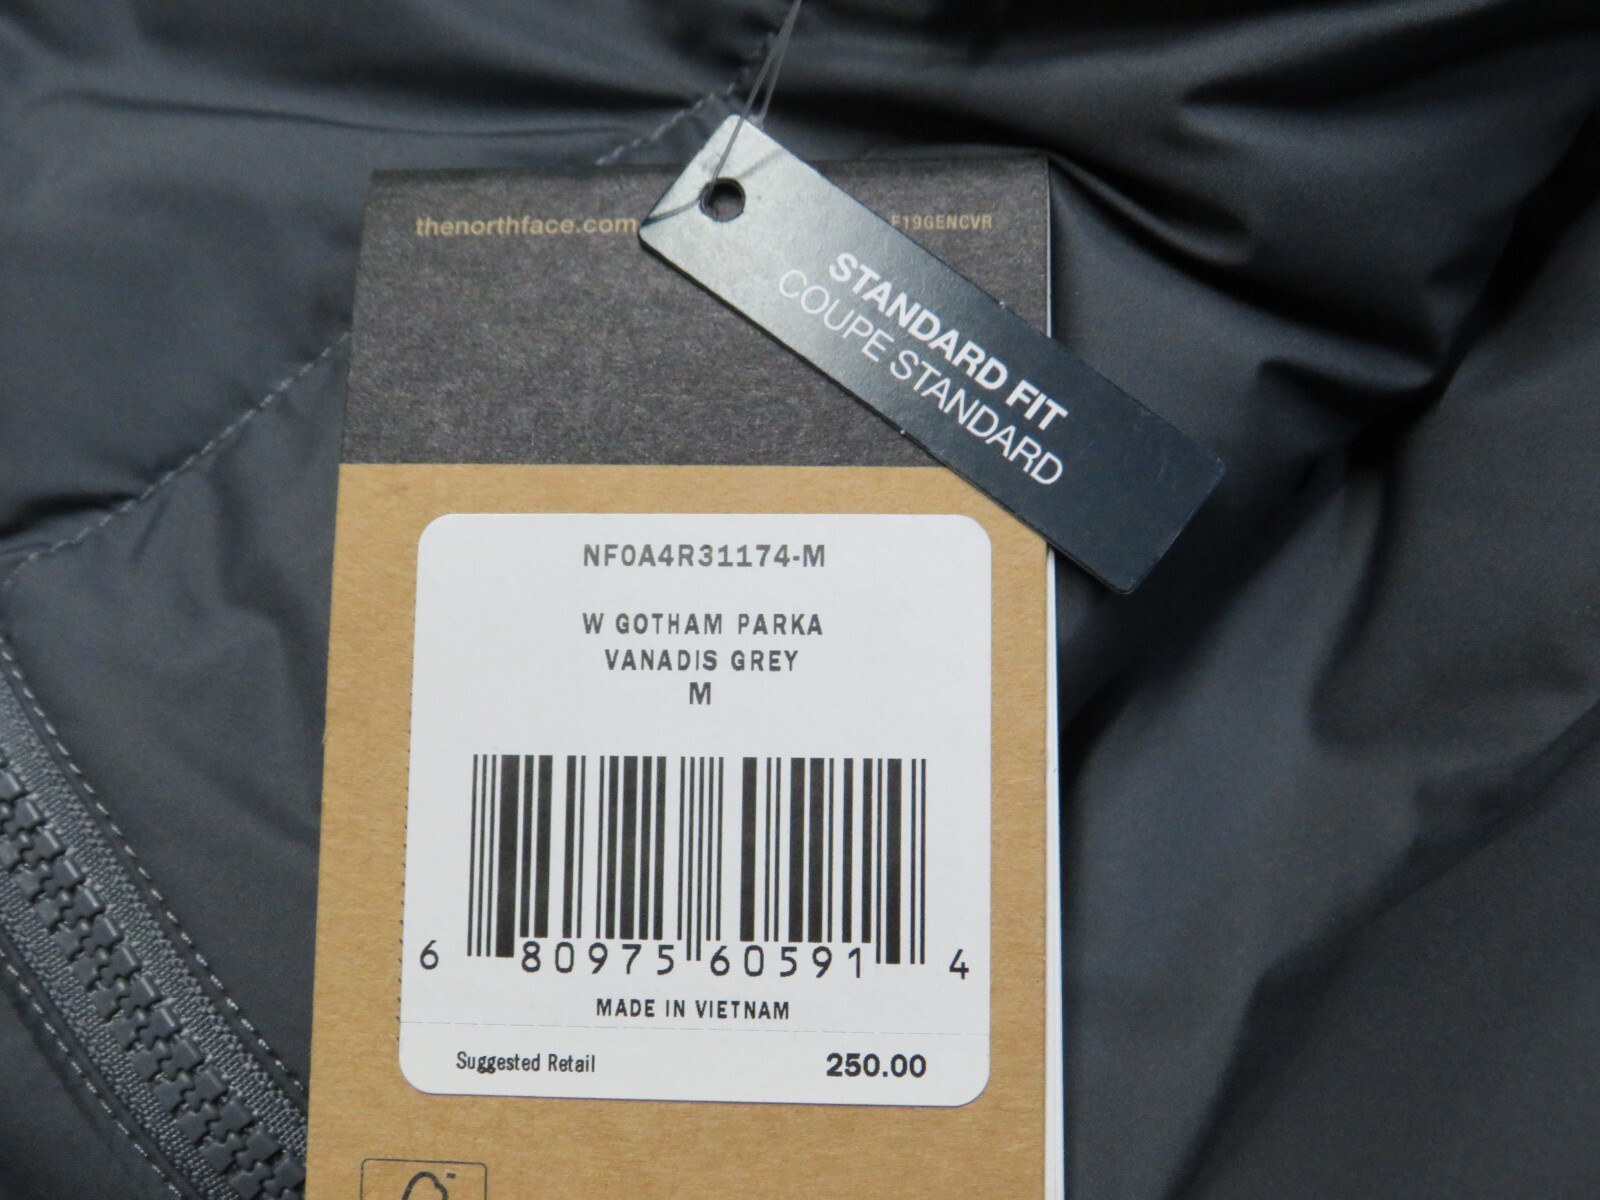 thenorthface.com
F19GENCVR
STANDARD FIT
COUPE STANDARD
NF0A4R31174-M
W GOTHAM PARKA
VANADIS GREY
M
6 80975 60591 4
MADE IN VIETNAM
Suggested Retail 250.00